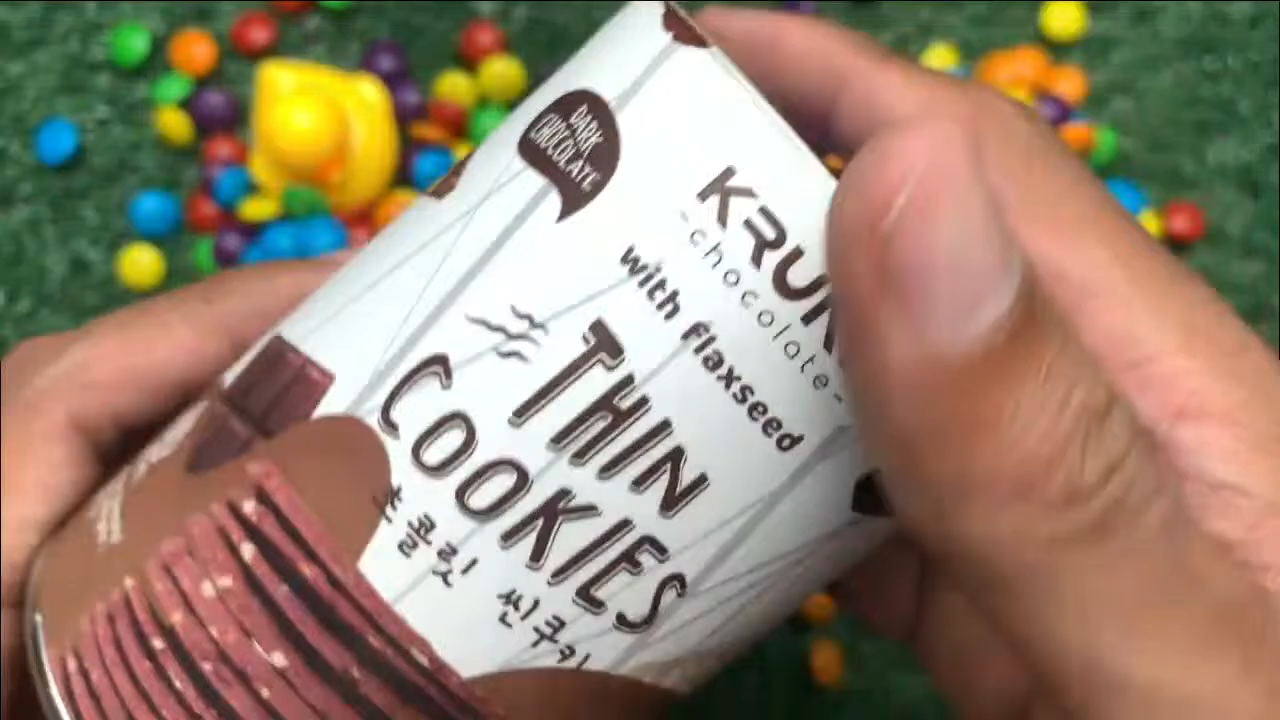 DARK
CHOCOLATE
KRUN
-chocolate-
with flaxseed
THIN
COOKIES
초콜릿 씬쿠키